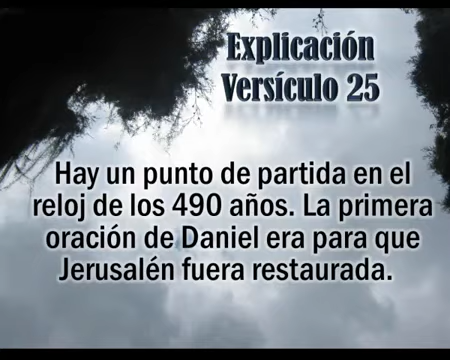 Explicación
Versículo 25
Hay un punto de partida en el
reloj de los 490 años. La primera
oración de Daniel era para que
Jerusalén fuera restaurada.